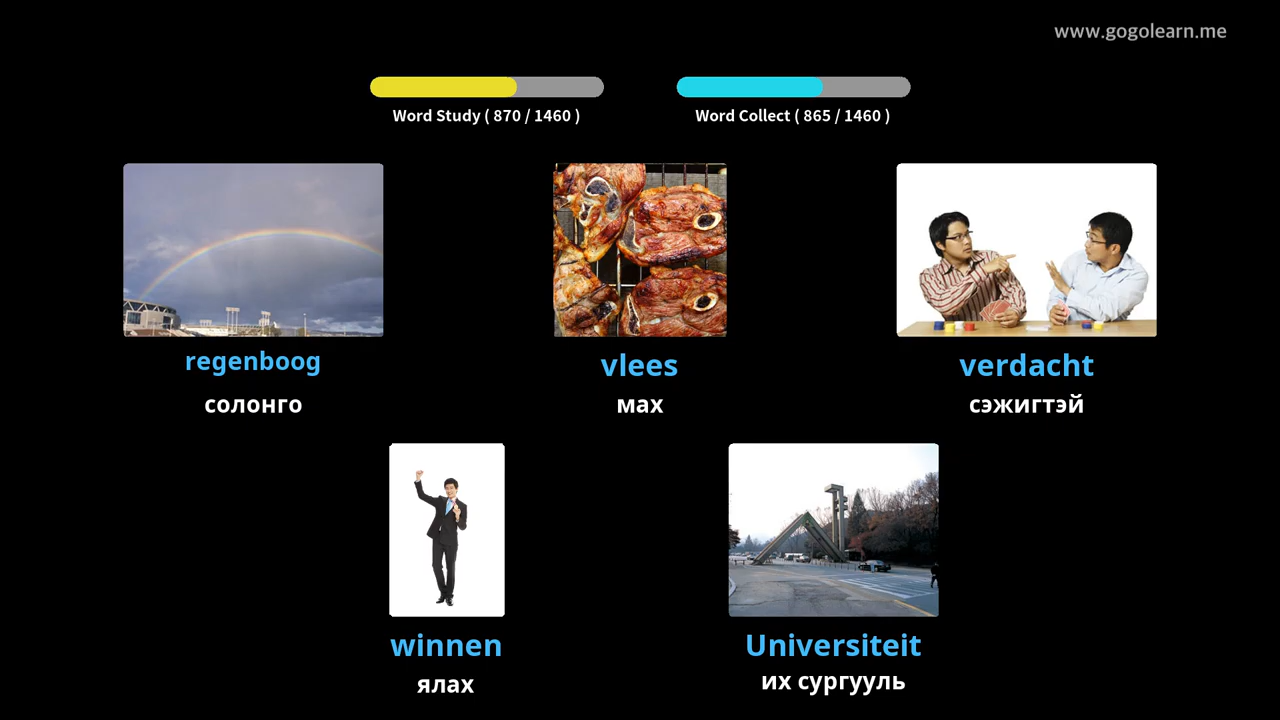 www.gogolearn.me
Word Study ( 870 / 1460 )
Word Collect ( 865 / 1460 )
regenboog
vlees
verdacht
солонго
мах
сэжигтэй
winnen
Universiteit
ялах
их сургууль